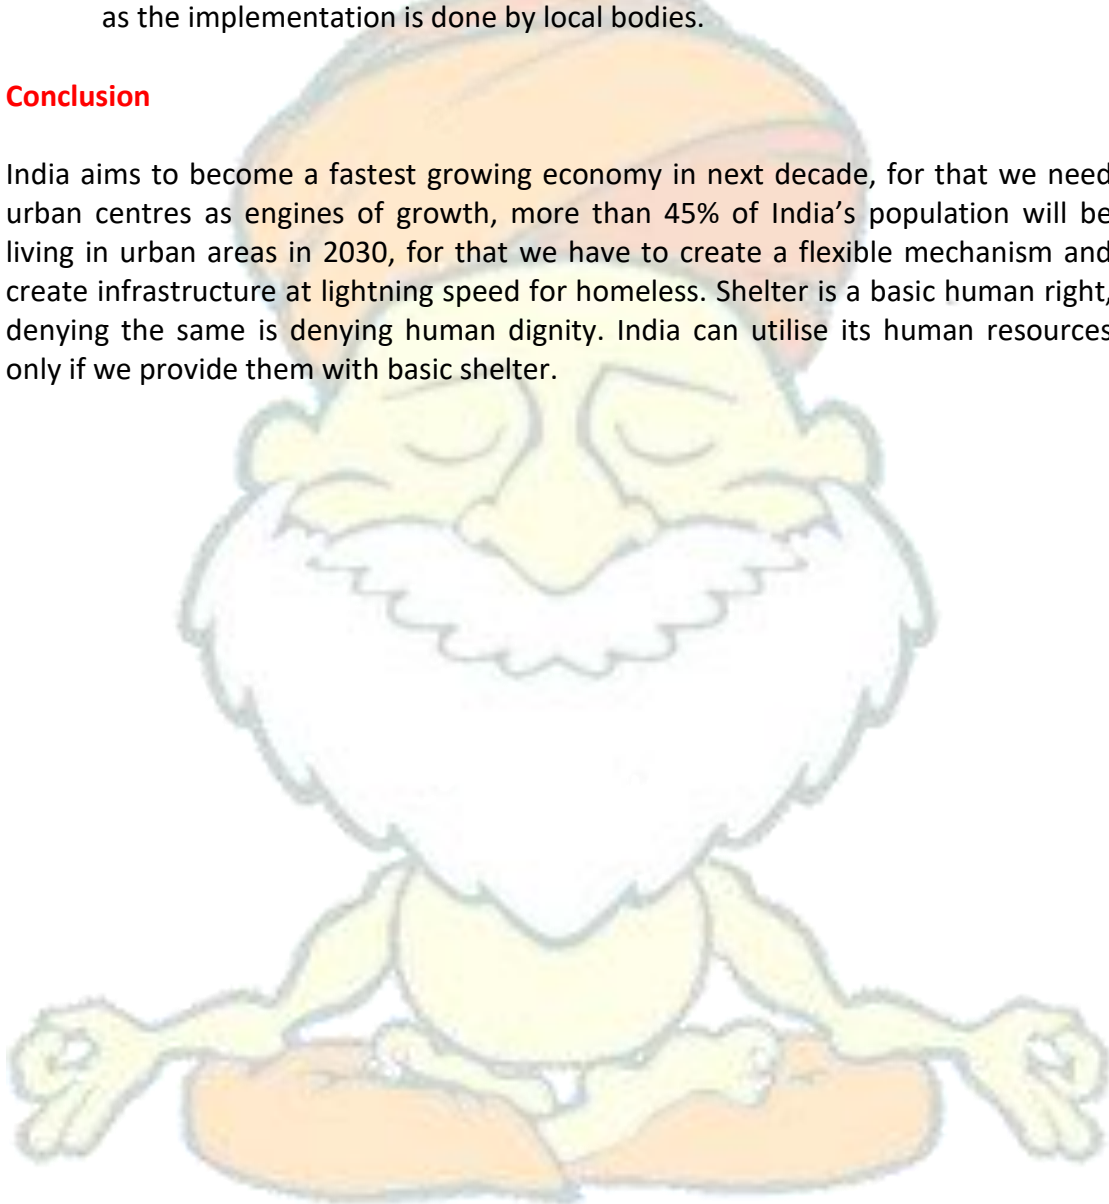 as the implementation is done by local bodies.
Conclusion
India aims to become a fastest growing economy in next decade, for that we need
urban centres as engines of growth, more than 45% of India’s population will be
living in urban areas in 2030, for that we have to create a flexible mechanism and
create infrastructure at lightning speed for homeless. Shelter is a basic human right,
denying the same is denying human dignity. India can utilise its human resources
only if we provide them with basic shelter.